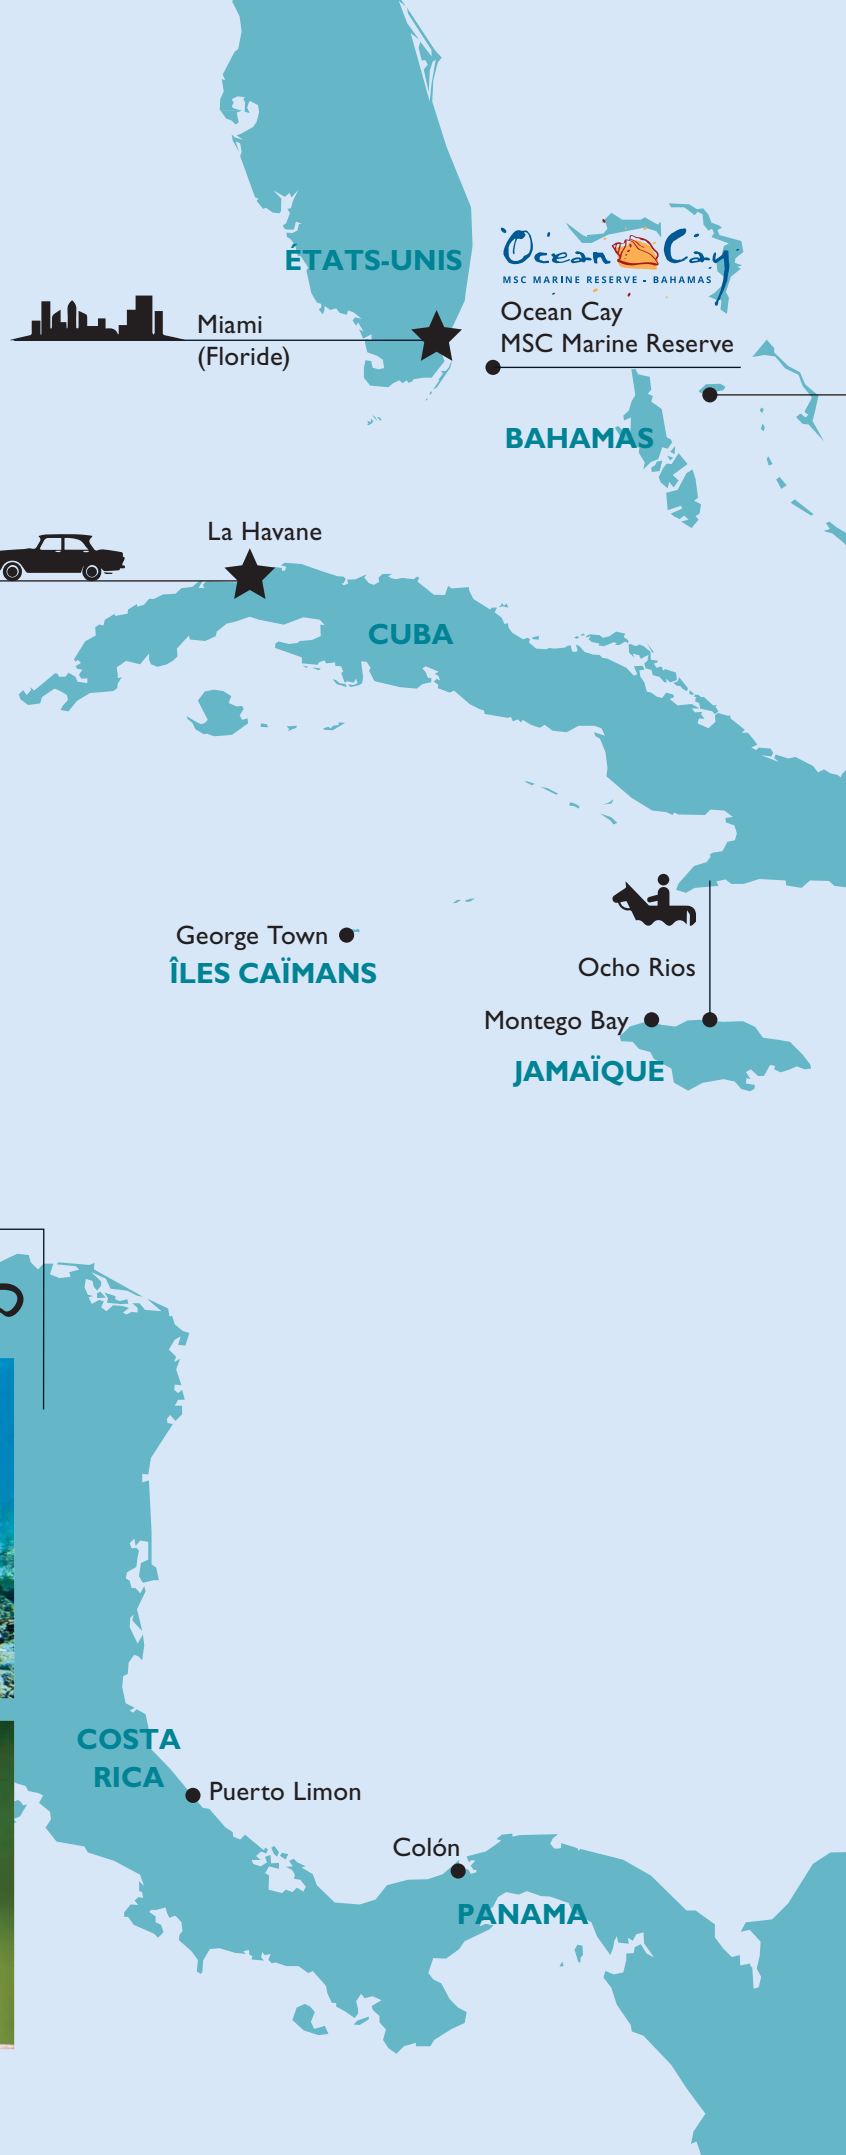 ÉTATS-UNIS
Ocean Cay
MSC MARINE RESERVE - BAHAMAS
Miami
(Floride)
Ocean Cay
MSC Marine Reserve
BAHAMAS
La Havane
CUBA
George Town
ÎLES CAÏMANS
Ocho Rios
Montego Bay
JAMAÏQUE
COSTA
RICA
Puerto Limon
Colón
PANAMA